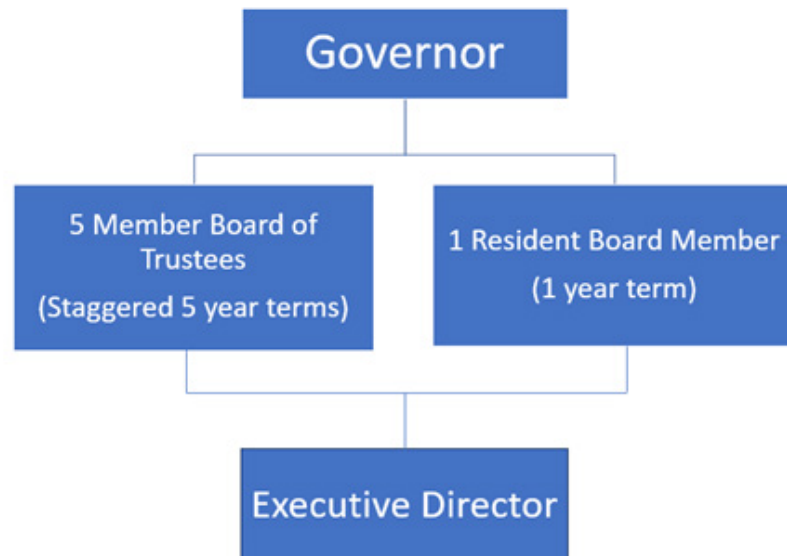 Governor
5 Member Board of
Trustees
(Staggered 5 year terms)
1 Resident Board Member
(1 year term)
Executive Director